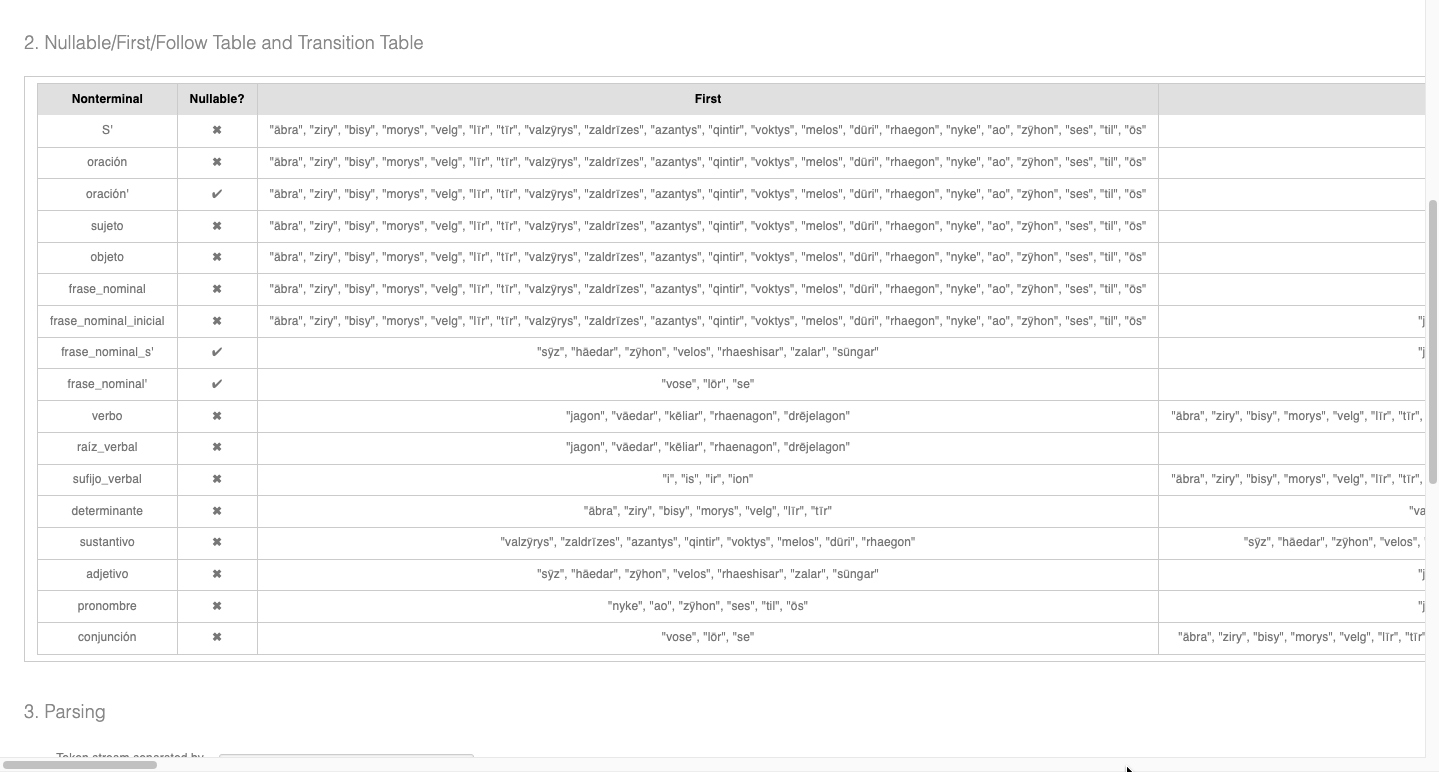 2. Nullable/First/Follow Table and Transition Table
Nonterminal Nullable? First
S' ✖ "ābra", "ziry", "bisy", "morys", "velg", "līr", "tīr", "valzȳrys", "zaldrīzes", "azantys", "qintir", "voktys", "melos", "dūri", "rhaegon", "nyke", "ao", "zȳhon", "ses", "til", "ōs"
oración ✖ "ābra", "ziry", "bisy", "morys", "velg", "līr", "tīr", "valzȳrys", "zaldrīzes", "azantys", "qintir", "voktys", "melos", "dūri", "rhaegon", "nyke", "ao", "zȳhon", "ses", "til", "ōs"
oración' ✔ "ābra", "ziry", "bisy", "morys", "velg", "līr", "tīr", "valzȳrys", "zaldrīzes", "azantys", "qintir", "voktys", "melos", "dūri", "rhaegon", "nyke", "ao", "zȳhon", "ses", "til", "ōs"
sujeto ✖ "ābra", "ziry", "bisy", "morys", "velg", "līr", "tīr", "valzȳrys", "zaldrīzes", "azantys", "qintir", "voktys", "melos", "dūri", "rhaegon", "nyke", "ao", "zȳhon", "ses", "til", "ōs"
objeto ✖ "ābra", "ziry", "bisy", "morys", "velg", "līr", "tīr", "valzȳrys", "zaldrīzes", "azantys", "qintir", "voktys", "melos", "dūri", "rhaegon", "nyke", "ao", "zȳhon", "ses", "til", "ōs"
frase_nominal ✖ "ābra", "ziry", "bisy", "morys", "velg", "līr", "tīr", "valzȳrys", "zaldrīzes", "azantys", "qintir", "voktys", "melos", "dūri", "rhaegon", "nyke", "ao", "zȳhon", "ses", "til", "ōs"
frase_nominal_inicial ✖ "ābra", "ziry", "bisy", "morys", "velg", "līr", "tīr", "valzȳrys", "zaldrīzes", "azantys", "qintir", "voktys", "melos", "dūri", "rhaegon", "nyke", "ao", "zȳhon", "ses", "til", "ōs" "j
frase_nominal_s' ✔ "sȳz", "hāedar", "zȳhon", "velos", "rhaeshisar", "zalar", "sūngar" "j
frase_nominal' ✔ "vose", "lōr", "se"
verbo ✖ "jagon", "vāedar", "kēliar", "rhaenagon", "drējelagon" "ābra", "ziry", "bisy", "morys", "velg", "līr", "tīr",
raíz_verbal ✖ "jagon", "vāedar", "kēliar", "rhaenagon", "drējelagon"
sufijo_verbal ✖ "i", "is", "ir", "ion" "ābra", "ziry", "bisy", "morys", "velg", "līr", "tīr",
determinante ✖ "ābra", "ziry", "bisy", "morys", "velg", "līr", "tīr" "va
sustantivo ✖ "valzȳrys", "zaldrīzes", "azantys", "qintir", "voktys", "melos", "dūri", "rhaegon" "sȳz", "hāedar", "zȳhon", "velos",
adjetivo ✖ "sȳz", "hāedar", "zȳhon", "velos", "rhaeshisar", "zalar", "sūngar" "j
pronombre ✖ "nyke", "ao", "zȳhon", "ses", "til", "ōs" "j
conjunción ✖ "vose", "lōr", "se" "ābra", "ziry", "bisy", "morys", "velg", "līr", "tīr"
3. Parsing
Token stream separated by